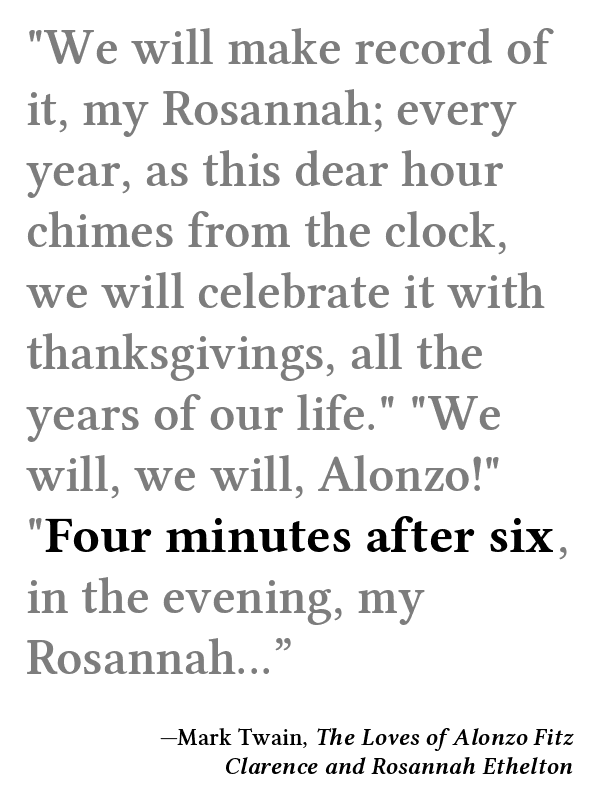 "We will make record of
it, my Rosannah; every
year, as this dear hour
chimes from the clock,
we will celebrate it with
thanksgivings, all the
years of our life." "We
will, we will, Alonzo!"
"Four minutes after six,
in the evening, my
Rosannah...”
—Mark Twain, The Loves of Alonzo Fitz
Clarence and Rosannah Ethelton